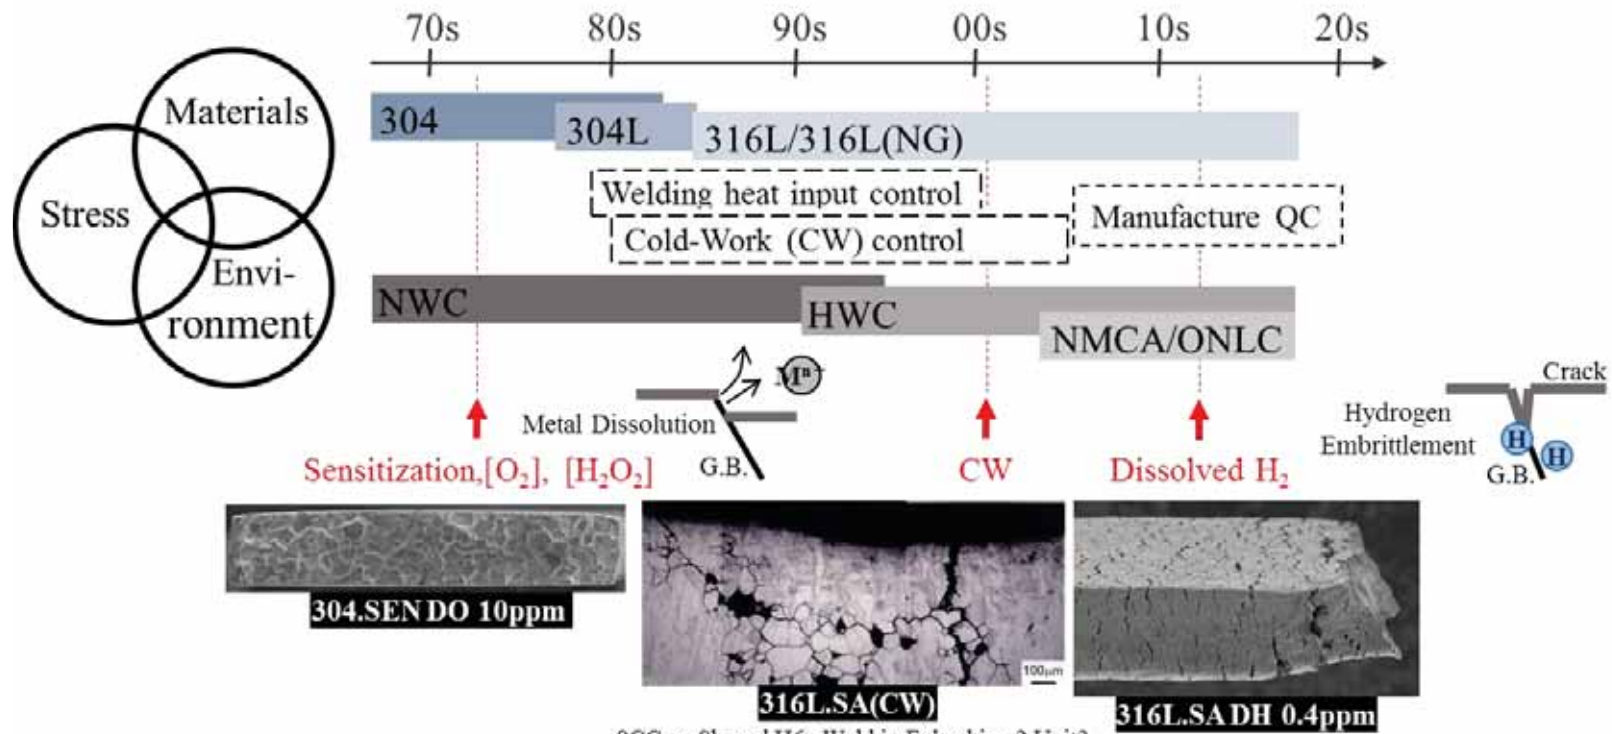 70s 80s 90s 00s 10s 20s
Materials
Stress
Envi-
ronment
304
304L
316L/316L(NG)
Welding heat input control
Cold-Work (CW) control
Manufacture QC
NWC
HWC
NMCA/ONLC
Mⁿ⁺
Metal Dissolution
G.B.
Crack
Hydrogen
Embrittlement
H
H
G.B.
Sensitization,[O₂], [H₂O₂]
CW
Dissolved H₂
304.SEN DO 10ppm
100μm
316L.SA(CW)
316L.SA DH 0.4ppm